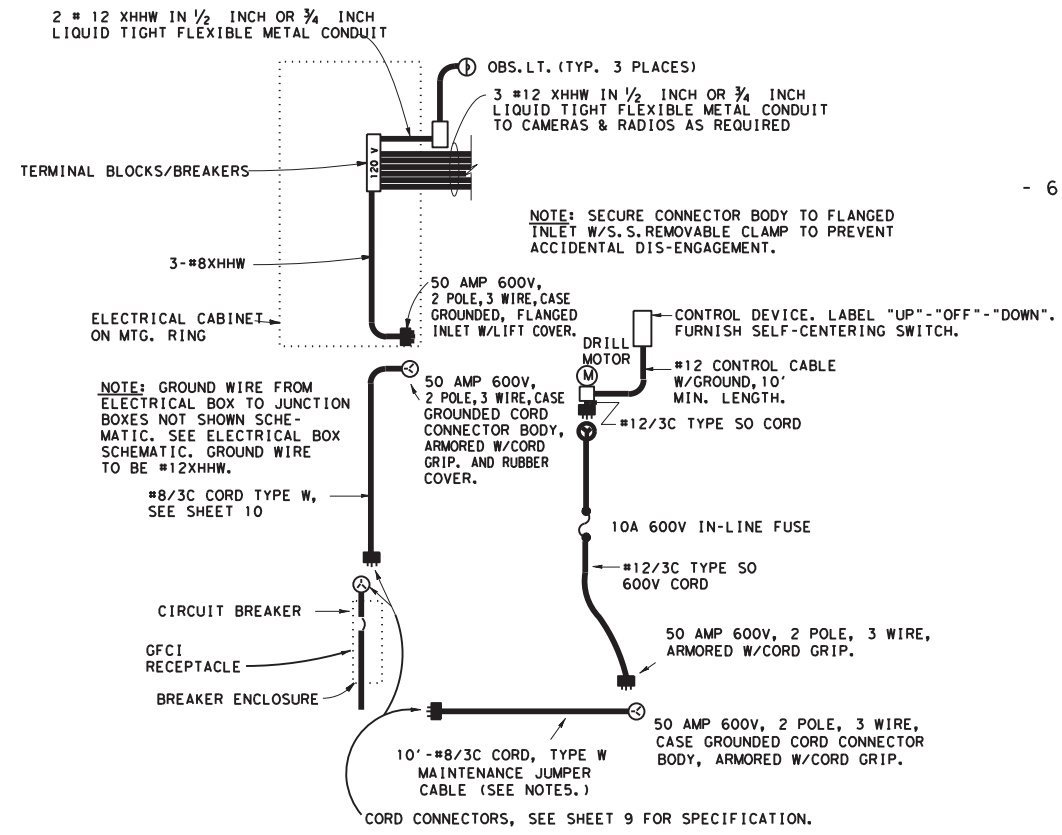 2 # 12 XHHW IN 1/2 INCH OR 3/4 INCH
LIQUID TIGHT FLEXIBLE METAL CONDUIT
OBS.LT. (TYP. 3 PLACES)
3 #12 XHHW IN 1/2 INCH OR 3/4 INCH
LIQUID TIGHT FLEXIBLE METAL CONDUIT
TO CAMERAS & RADIOS AS REQUIRED
120 V
TERMINAL BLOCKS/BREAKERS
- 6
NOTE: SECURE CONNECTOR BODY TO FLANGED
INLET W/S.S.REMOVABLE CLAMP TO PREVENT
ACCIDENTAL DIS-ENGAGEMENT.
3-#8XHHW
50 AMP 600V,
2 POLE,3 WIRE,CASE
GROUNDED, FLANGED
INLET W/LIFT COVER.
ELECTRICAL CABINET
ON MTG. RING
CONTROL DEVICE. LABEL "UP"-"OFF"-"DOWN".
FURNISH SELF-CENTERING SWITCH.
DRILL
MOTOR
M
#12 CONTROL CABLE
W/GROUND,10'
MIN. LENGTH.
#12/3C TYPE SO CORD
NOTE: GROUND WIRE FROM
ELECTRICAL BOX TO JUNCTION
BOXES NOT SHOWN SCHE-
MATIC. SEE ELECTRICAL BOX
SCHEMATIC. GROUND WIRE
TO BE #12XHHW.
50 AMP 600V,
2 POLE,3 WIRE,CASE
GROUNDED CORD
CONNECTOR BODY,
ARMORED W/CORD
GRIP. AND RUBBER
COVER.
#8/3C CORD TYPE W,
SEE SHEET 10
10A 600V IN-LINE FUSE
#12/3C TYPE SO
600V CORD
CIRCUIT BREAKER
GFCI
RECEPTACLE
BREAKER ENCLOSURE
50 AMP 600V, 2 POLE, 3 WIRE,
ARMORED W/CORD GRIP.
50 AMP 600V, 2 POLE, 3 WIRE,
CASE GROUNDED CORD CONNECTOR
BODY, ARMORED W/CORD GRIP.
10'-#8/3C CORD, TYPE W
MAINTENANCE JUMPER
CABLE (SEE NOTE5.)
CORD CONNECTORS, SEE SHEET 9 FOR SPECIFICATION.